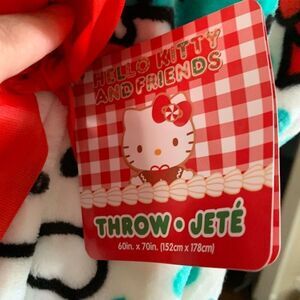 HELLO KITTY
AND FRIENDS
THROW • JETÉ
60in. x 70in. (152cm x 178cm)